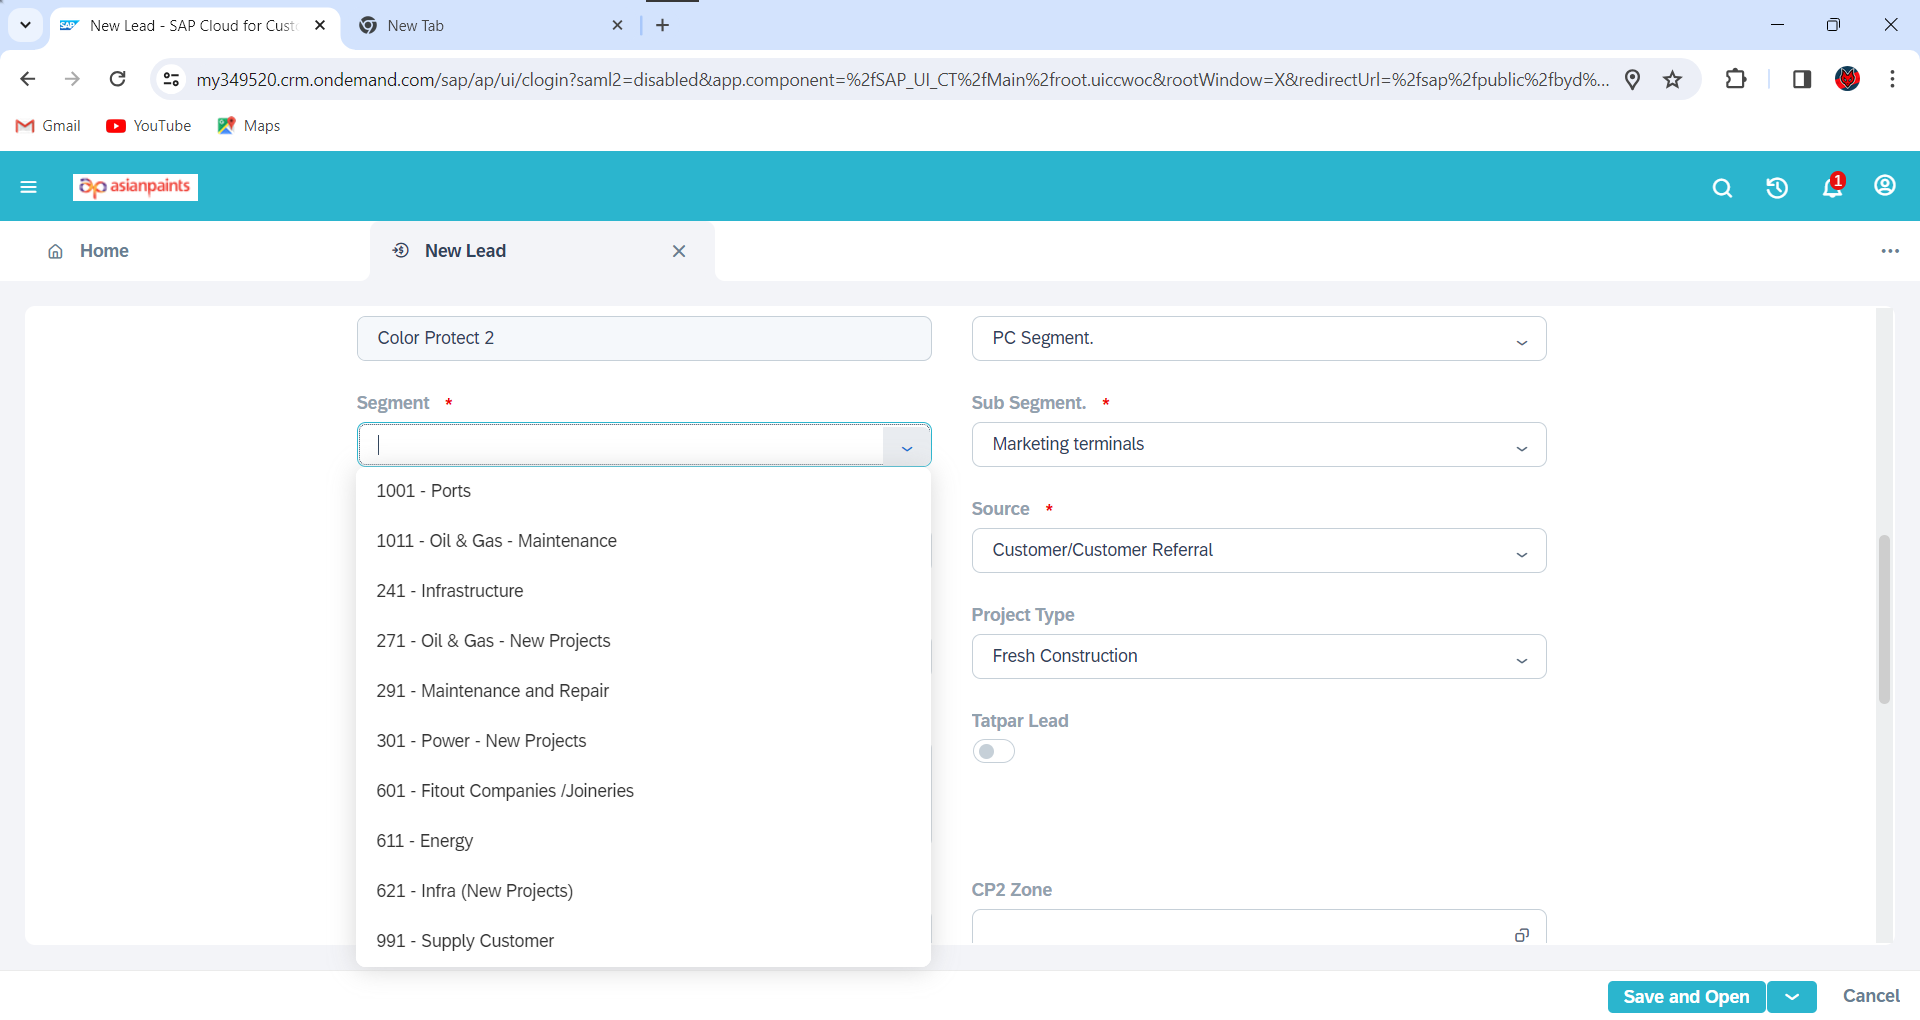 New Lead - SAP Cloud for Cust
New Tab
my349520.crm.ondemand.com/sap/ap/ui/clogin?saml2=disabled&app.component=%2fSAP_UI_CT%2fMain%2froot.uiccwoc&rootWindow=X&redirectUrl=%2fsap%2fpublic%2fbyd%...
Gmail
YouTube
Maps
asianpaints
1
Home
New Lead
Color Protect 2
PC Segment.
Segment *
Sub Segment. *
Marketing terminals
1001 - Ports
Source *
1011 - Oil & Gas - Maintenance
Customer/Customer Referral
241 - Infrastructure
Project Type
271 - Oil & Gas - New Projects
Fresh Construction
291 - Maintenance and Repair
Tatpar Lead
301 - Power - New Projects
601 - Fitout Companies /Joineries
611 - Energy
621 - Infra (New Projects)
CP2 Zone
991 - Supply Customer
Save and Open
Cancel